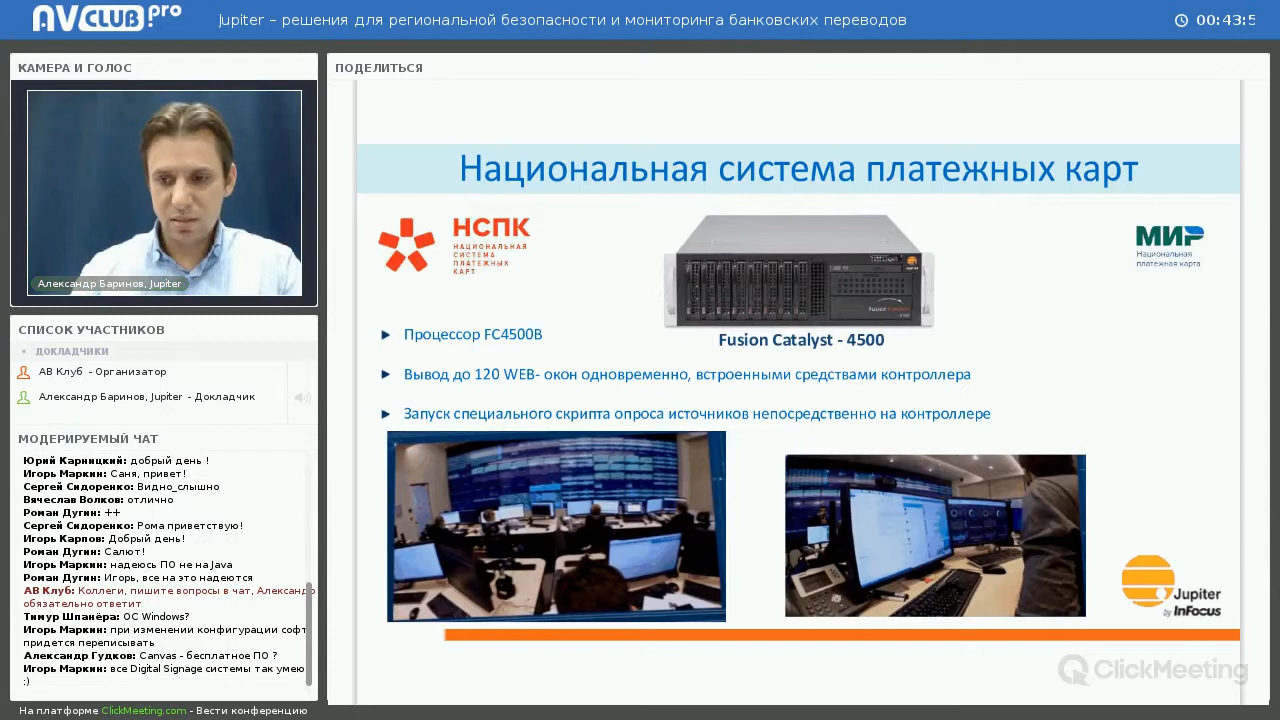 AVCLUB.pro
Jupiter – решения для региональной безопасности и мониторинга банковских переводов
00:43:5
КАМЕРА И ГОЛОС
Александр Баринов, Jupiter
СПИСОК УЧАСТНИКОВ
ДОКЛАДЧИКИ
АВ Клуб - Организатор
Александр Баринов, Jupiter - Докладчик
МОДЕРИРУЕМЫЙ ЧАТ
Юрий Карницкий: добрый день !
Игорь Маркин: Саня, привет!
Сергей Сидоренко: Видно_слышно
Вячеслав Волков: отлично
Роман Дугин: ++
Сергей Сидоренко: Рома приветствую!
Игорь Карпов: Добрый день!
Роман Дугин: Салют!
Игорь Маркин: надеюсь ПО не на Java
Роман Дугин: Игорь, все на это надеются
АВ Клуб: Коллеги, пишите вопросы в чат, Александр
обязательно ответит
Тимур Шпанёра: ОС Windows?
Игорь Маркин: при изменении конфигурации софт
придется переписывать
Александр Гудков: Canvas - бесплатное ПО ?
Игорь Маркин: все Digital Signage системы так умею
:)
На платформе ClickMeeting.com - Вести конференцию
ПОДЕЛИТЬСЯ
Национальная система платежных карт
НСПК
НАЦИОНАЛЬНАЯ
СИСТЕМА
ПЛАТЕЖНЫХ
КАРТ
4500
Fusion Catalyst
Fusion Catalyst - 4500
МИР
Национальная
платежная карта
Процессор FC4500B
Вывод до 120 WEB- окон одновременно, встроенными средствами контроллера
Запуск специального скрипта опроса источников непосредственно на контроллере
Jupiter
by InFocus
ClickMeeting